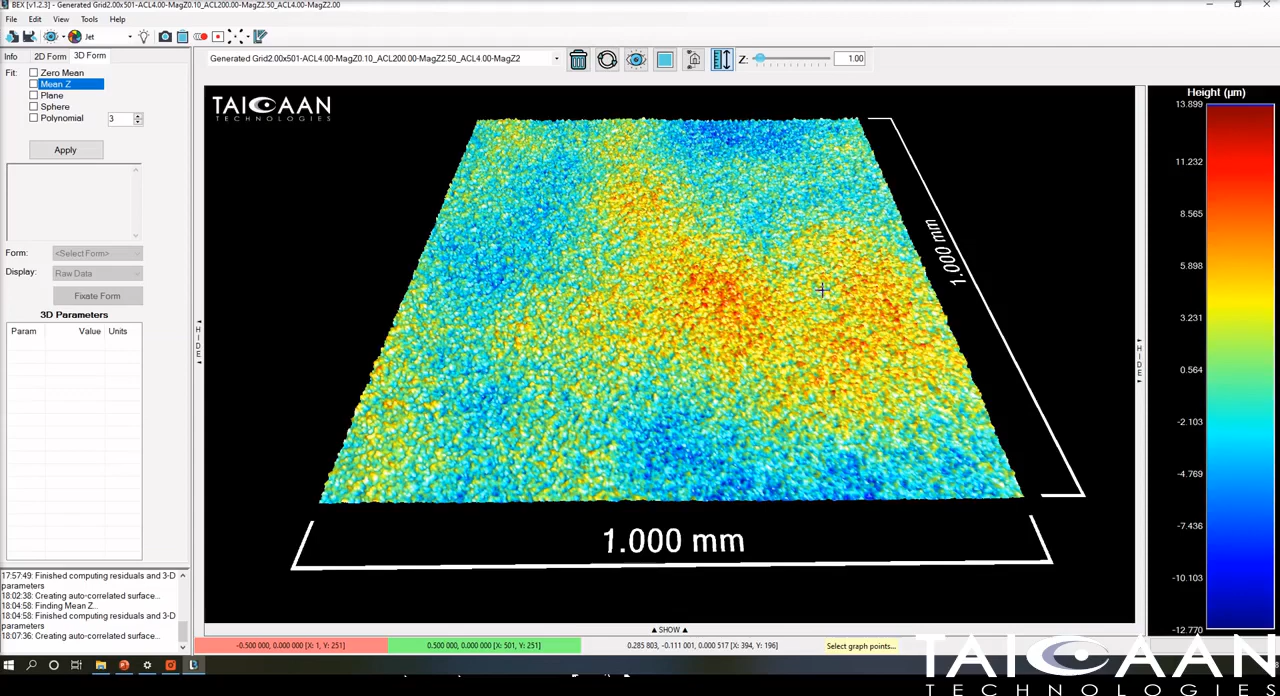 BEX [v1.2.3] - Generated Grid2.00x501-ACL4.00-MagZ0.10_ACL200.00-MagZ2.50_ACL4.00-MagZ2.00
File Edit View Tools Help
Jet
Info 2D Form 3D Form
Generated Grid2.00x501-ACL4.00-MagZ0.10_ACL200.00-MagZ2.50_ACL4.00-MagZ2
Z: 1.00
Fit: Zero Mean
Mean Z
Plane
Sphere
Polynomial 3
Apply
Form: <Select Form>
Display: Raw Data
Fixate Form
3D Parameters
Param Value Units
17:57:49: Finished computing residuals and 3-D
parameters
18:02:38: Creating auto-correlated surface...
18:04:58: Finding Mean Z...
18:04:58: Finished computing residuals and 3-D
parameters
18:07:36: Creating auto-correlated surface...
HIDE
TAICAAN
TECHNOLOGIES
1.000 mm
1.000 mm
HIDE
Height (µm)
13.899
11.232
8.565
5.898
3.231
0.564
-2.103
-4.769
-7.436
-10.103
-12.770
▲ SHOW ▲
-0.500 000, 0.000 000 [X: 1, Y: 251]
0.500 000, 0.000 000 [X: 501, Y: 251]
0.285 803, -0.111 001, 0.000 517 [X: 394, Y: 196]
Select graph points...
TAICAAN
TECHNOLOGIES